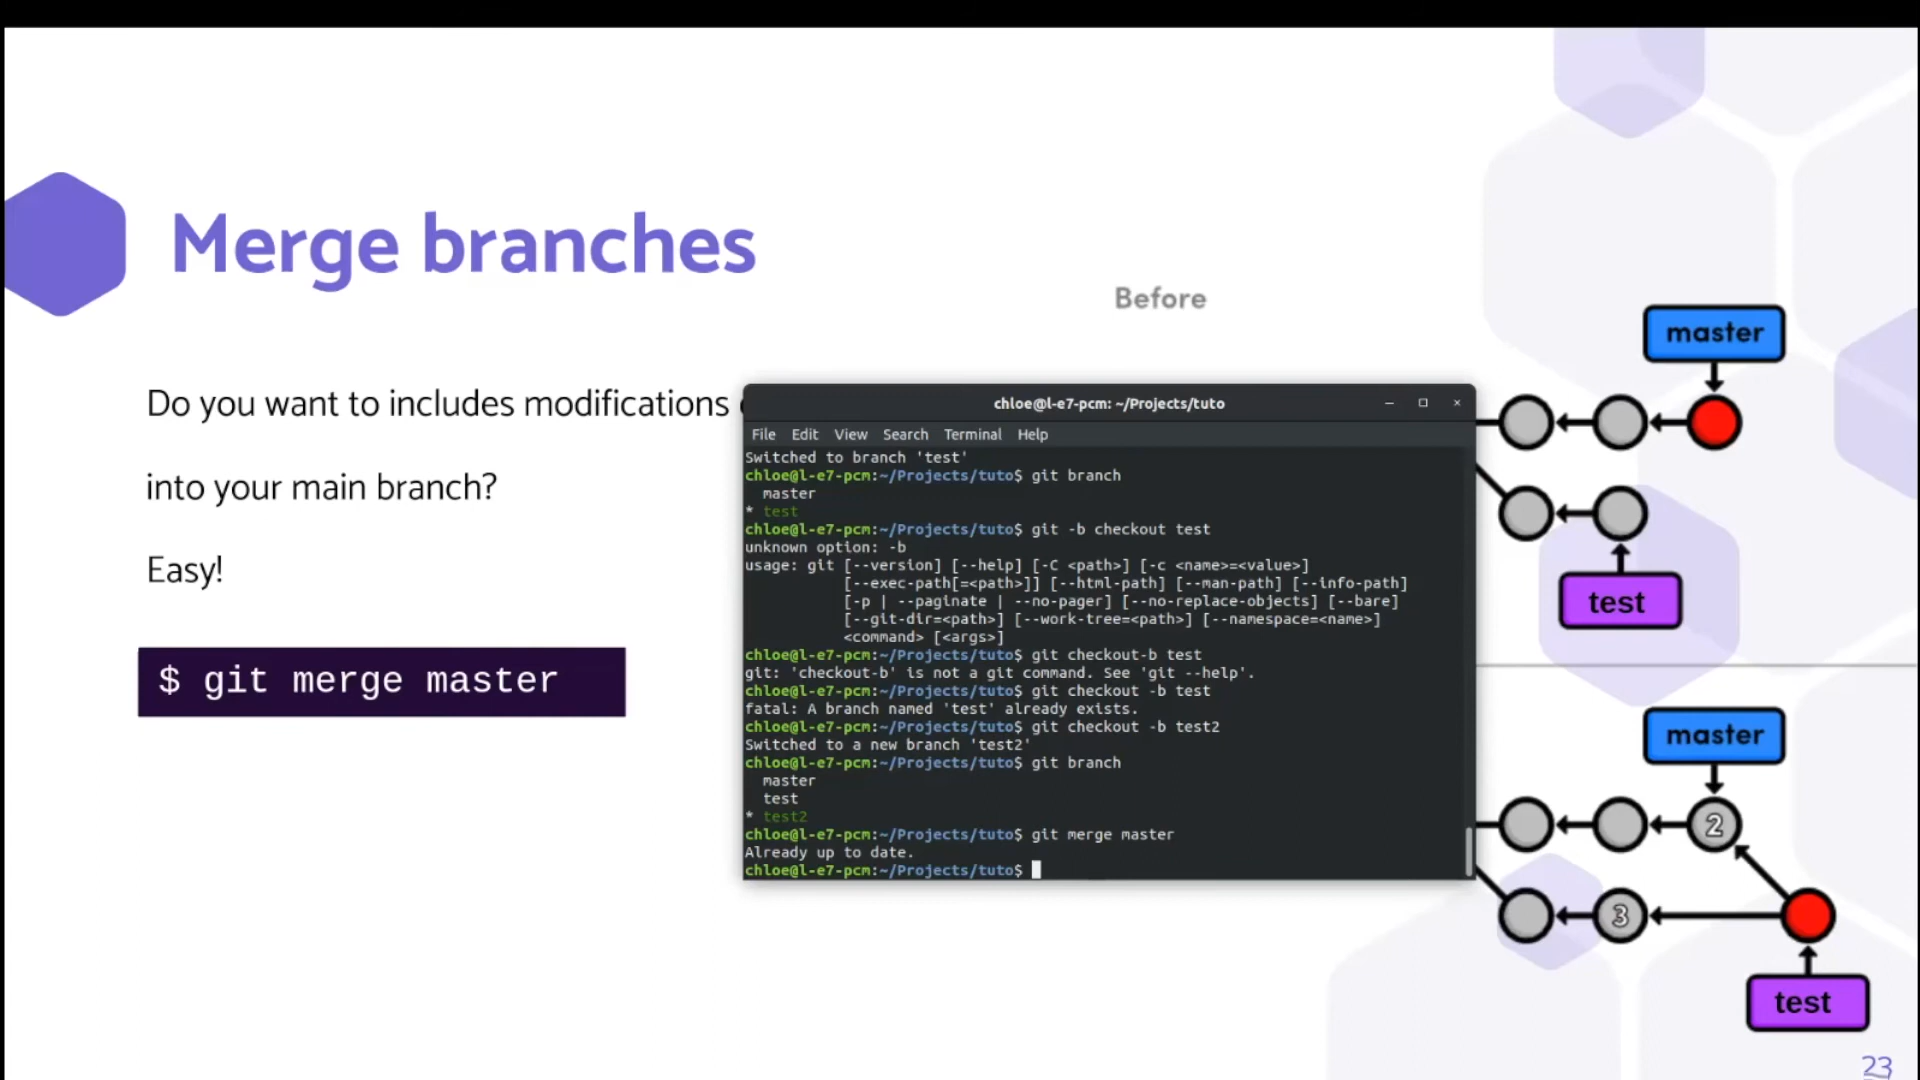 Merge branches
Do you want to includes modifications
into your main branch?
Easy!
$ git merge master
Before
master
test
master
2
3
test
23
chloe@l-e7-pcm: ~/Projects/tuto
File Edit View Search Terminal Help
Switched to branch 'test'
chloe@l-e7-pcm:~/Projects/tuto$ git branch
  master
* test
chloe@l-e7-pcm:~/Projects/tuto$ git -b checkout test
unknown option: -b
usage: git [--version] [--help] [-C <path>] [-c <name>=<value>]
           [--exec-path[=<path>]] [--html-path] [--man-path] [--info-path]
           [-p | --paginate | --no-pager] [--no-replace-objects] [--bare]
           [--git-dir=<path>] [--work-tree=<path>] [--namespace=<name>]
           <command> [<args>]
chloe@l-e7-pcm:~/Projects/tuto$ git checkout-b test
git: 'checkout-b' is not a git command. See 'git --help'.
chloe@l-e7-pcm:~/Projects/tuto$ git checkout -b test
fatal: A branch named 'test' already exists.
chloe@l-e7-pcm:~/Projects/tuto$ git checkout -b test2
Switched to a new branch 'test2'
chloe@l-e7-pcm:~/Projects/tuto$ git branch
  master
  test
* test2
chloe@l-e7-pcm:~/Projects/tuto$ git merge master
Already up to date.
chloe@l-e7-pcm:~/Projects/tuto$